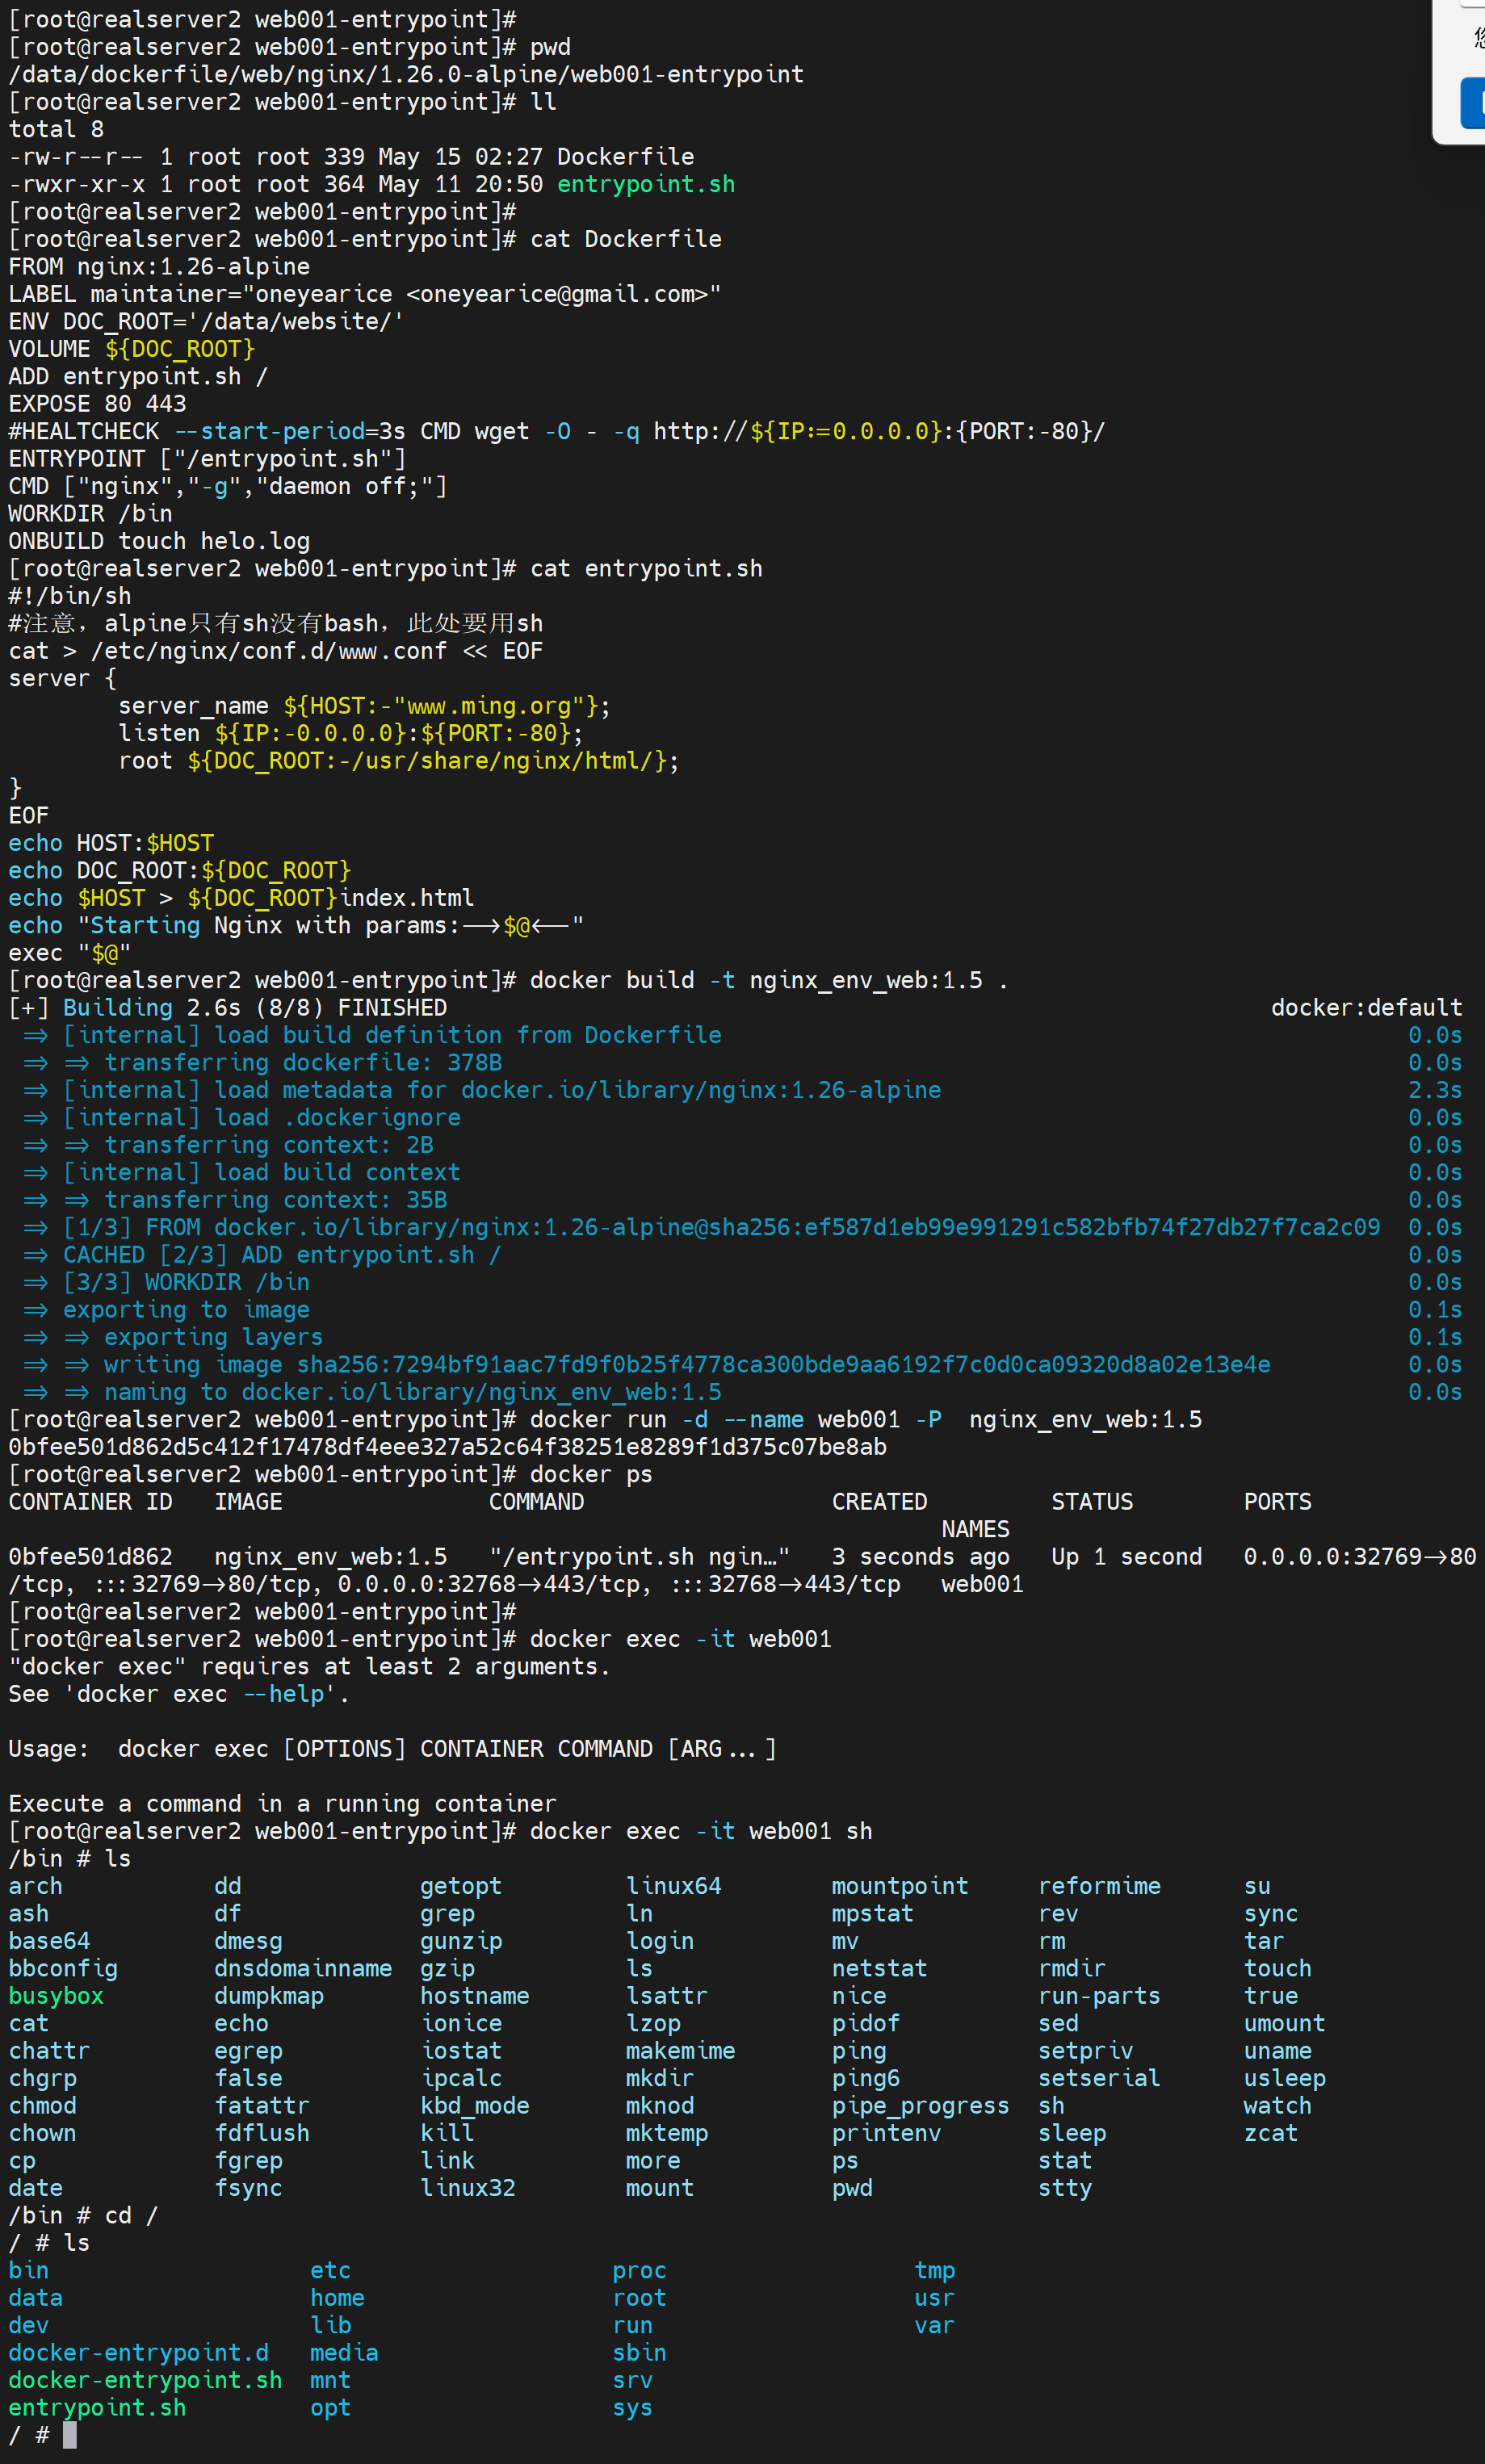 [root@realserver2 web001-entrypoint]#
[root@realserver2 web001-entrypoint]# pwd
/data/dockerfile/web/nginx/1.26.0-alpine/web001-entrypoint
[root@realserver2 web001-entrypoint]# ll
total 8
-rw-r--r-- 1 root root 339 May 15 02:27 Dockerfile
-rwxr-xr-x 1 root root 364 May 11 20:50 entrypoint.sh
[root@realserver2 web001-entrypoint]#
[root@realserver2 web001-entrypoint]# cat Dockerfile
FROM nginx:1.26-alpine
LABEL maintainer="oneyearice <oneyearice@gmail.com>"
ENV DOC_ROOT='/data/website/'
VOLUME ${DOC_ROOT}
ADD entrypoint.sh /
EXPOSE 80 443
#HEALTCHECK --start-period=3s CMD wget -O - -q http://${IP:=0.0.0.0}:{PORT:-80}/
ENTRYPOINT ["/entrypoint.sh"]
CMD ["nginx","-g","daemon off;"]
WORKDIR /bin
ONBUILD touch helo.log
[root@realserver2 web001-entrypoint]# cat entrypoint.sh
#!/bin/sh
#注意，alpine只有sh没有bash，此处要用sh
cat > /etc/nginx/conf.d/www.conf << EOF
server {
        server_name ${HOST:-"www.ming.org"};
        listen ${IP:-0.0.0.0}:${PORT:-80};
        root ${DOC_ROOT:-/usr/share/nginx/html/};
}
EOF
echo HOST:$HOST
echo DOC_ROOT:${DOC_ROOT}
echo $HOST > ${DOC_ROOT}index.html
echo "Starting Nginx with params:-->$@<--"
exec "$@"
[root@realserver2 web001-entrypoint]# docker build -t nginx_env_web:1.5 .
[+] Building 2.6s (8/8) FINISHED docker:default
 => [internal] load build definition from Dockerfile 0.0s
 => => transferring dockerfile: 378B 0.0s
 => [internal] load metadata for docker.io/library/nginx:1.26-alpine 2.3s
 => [internal] load .dockerignore 0.0s
 => => transferring context: 2B 0.0s
 => [internal] load build context 0.0s
 => => transferring context: 35B 0.0s
 => [1/3] FROM docker.io/library/nginx:1.26-alpine@sha256:ef587d1eb99e991291c582bfb74f27db27f7ca2c09 0.0s
 => CACHED [2/3] ADD entrypoint.sh / 0.0s
 => [3/3] WORKDIR /bin 0.0s
 => exporting to image 0.1s
 => => exporting layers 0.1s
 => => writing image sha256:7294bf91aac7fd9f0b25f4778ca300bde9aa6192f7c0d0ca09320d8a02e13e4e 0.0s
 => => naming to docker.io/library/nginx_env_web:1.5 0.0s
[root@realserver2 web001-entrypoint]# docker run -d --name web001 -P  nginx_env_web:1.5
0bfee501d862d5c412f17478df4eee327a52c64f38251e8289f1d375c07be8ab
[root@realserver2 web001-entrypoint]# docker ps
CONTAINER ID   IMAGE               COMMAND                  CREATED         STATUS        PORTS
NAMES
0bfee501d862   nginx_env_web:1.5   "/entrypoint.sh ngin…"   3 seconds ago   Up 1 second   0.0.0.0:32769->80
/tcp, :::32769->80/tcp, 0.0.0.0:32768->443/tcp, :::32768->443/tcp   web001
[root@realserver2 web001-entrypoint]#
[root@realserver2 web001-entrypoint]# docker exec -it web001
"docker exec" requires at least 2 arguments.
See 'docker exec --help'.
Usage:  docker exec [OPTIONS] CONTAINER COMMAND [ARG...]
Execute a command in a running container
[root@realserver2 web001-entrypoint]# docker exec -it web001 sh
/bin # ls
arch           dd             getopt         linux64        mountpoint     reformime      su
ash            df             grep           ln             mpstat         rev            sync
base64         dmesg          gunzip         login          mv             rm             tar
bbconfig       dnsdomainname  gzip           ls             netstat        rmdir          touch
busybox        dumpkmap       hostname       lsattr         nice           run-parts      true
cat            echo           ionice         lzop           pidof          sed            umount
chattr         egrep          iostat         makemime       ping           setpriv        uname
chgrp          false          ipcalc         mkdir          ping6          setserial      usleep
chmod          fatattr        kbd_mode       mknod          pipe_progress  sh             watch
chown          fdflush        kill           mktemp         printenv       sleep          zcat
cp             fgrep          link           more           ps             stat
date           fsync          linux32        mount          pwd            stty
/bin # cd /
/ # ls
bin                   etc                   proc                  tmp
data                  home                  root                  usr
dev                   lib                   run                   var
docker-entrypoint.d   media                 sbin
docker-entrypoint.sh  mnt                   srv
entrypoint.sh         opt                   sys
/ #